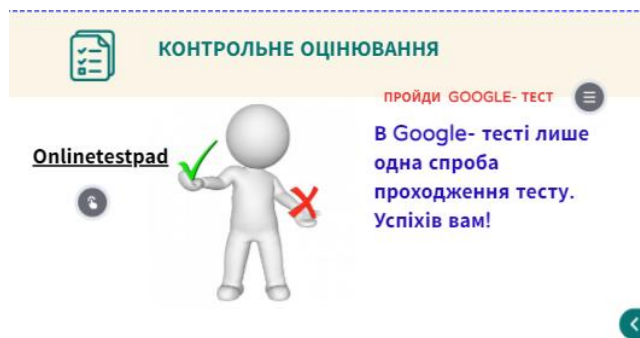 КОНТРОЛЬНЕ ОЦІНЮВАННЯ
Onlinetestpad
ПРОЙДИ GOOGLE- ТЕСТ
В Google- тесті лише
одна спроба
проходження тесту.
Успіхів вам!